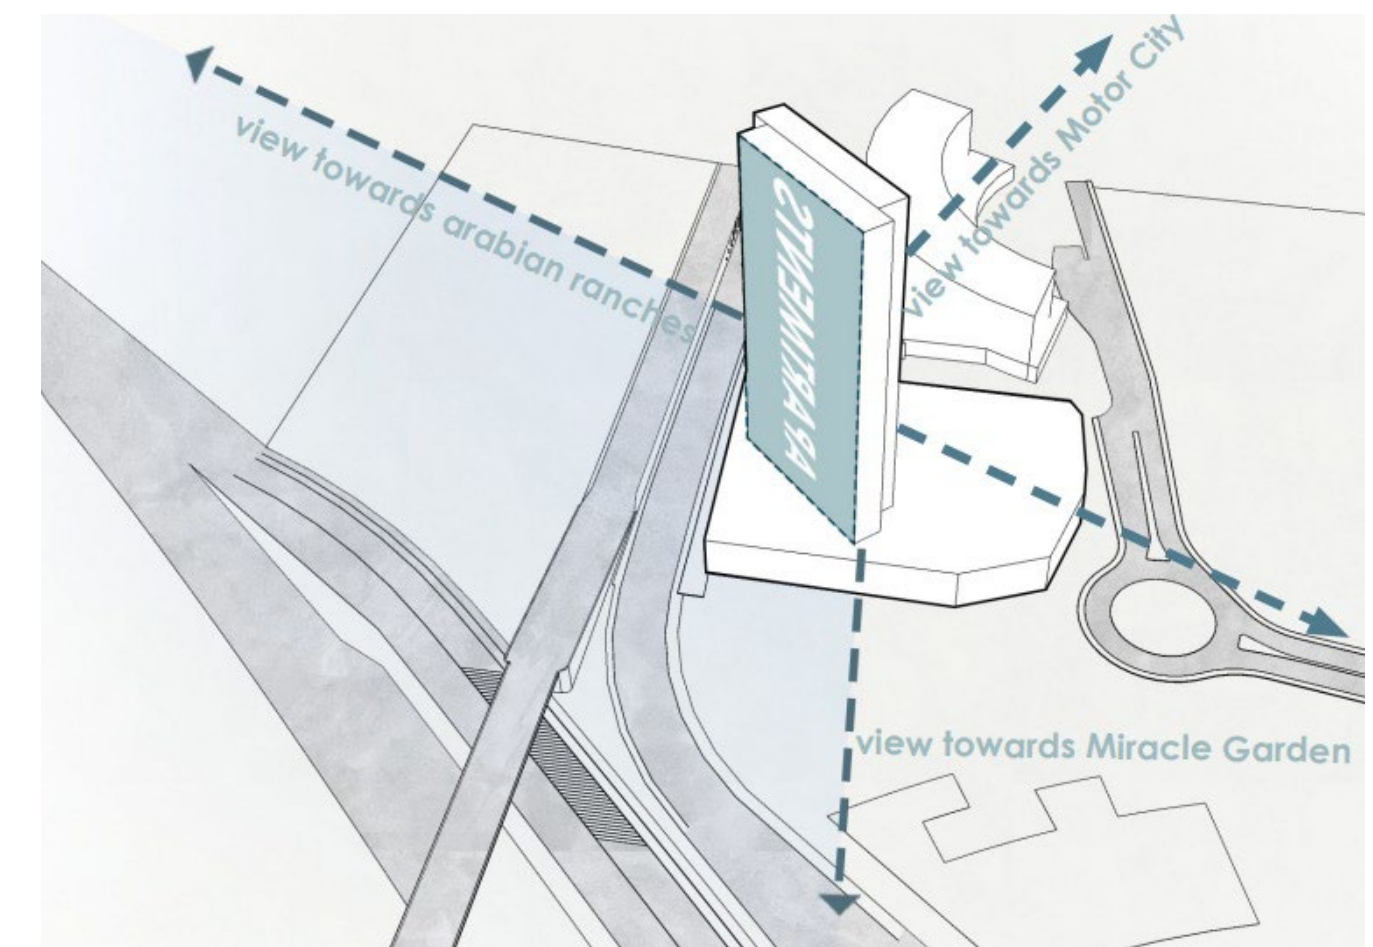 view towards Motor City
view towards arabian ranches
APARTMENTS
view towards Miracle Garden